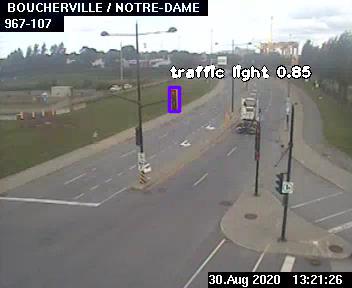 BOUCHERVILLE / NOTRE-DAME
967-107
traffic light 0.85
30.Aug 2020 13:21:26